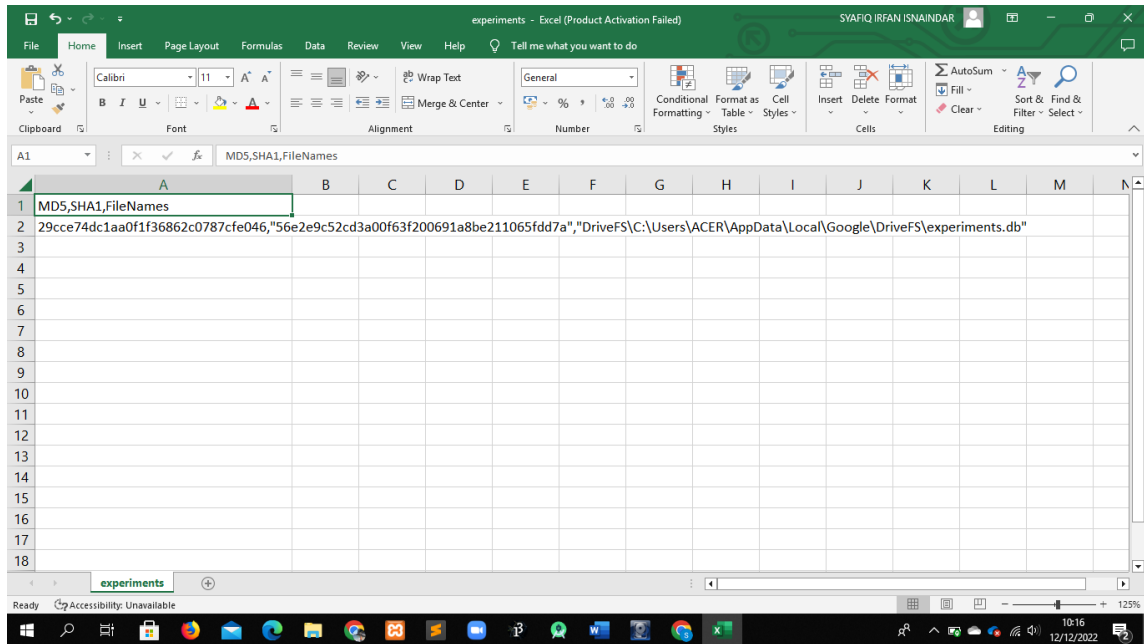 experiments - Excel (Product Activation Failed)
SYAFIQ IRFAN ISNAINDAR
File Home Insert Page Layout Formulas Data Review View Help Tell me what you want to do
Paste
Clipboard
Calibri 11 A A
B I U A
Font
Wrap Text
Merge & Center
Alignment
General
% ,
Number
Conditional Formatting
Format as Table
Cell Styles
Styles
Insert Delete Format
Cells
AutoSum
Fill
Clear
Sort & Filter
Find & Select
Editing
A1 fx MD5,SHA1,FileNames
A B C D E F G H I J K L M N
1 MD5,SHA1,FileNames
2 29cce74dc1aa0f1f36862c0787cfe046,"56e2e9c52cd3a00f63f200691a8be211065fdd7a","DriveFS\C:\Users\ACER\AppData\Local\Google\DriveFS\experiments.db"
3
4
5
6
7
8
9
10
11
12
13
14
15
16
17
18
experiments
Ready Accessibility: Unavailable 125%
10:16
12/12/2022